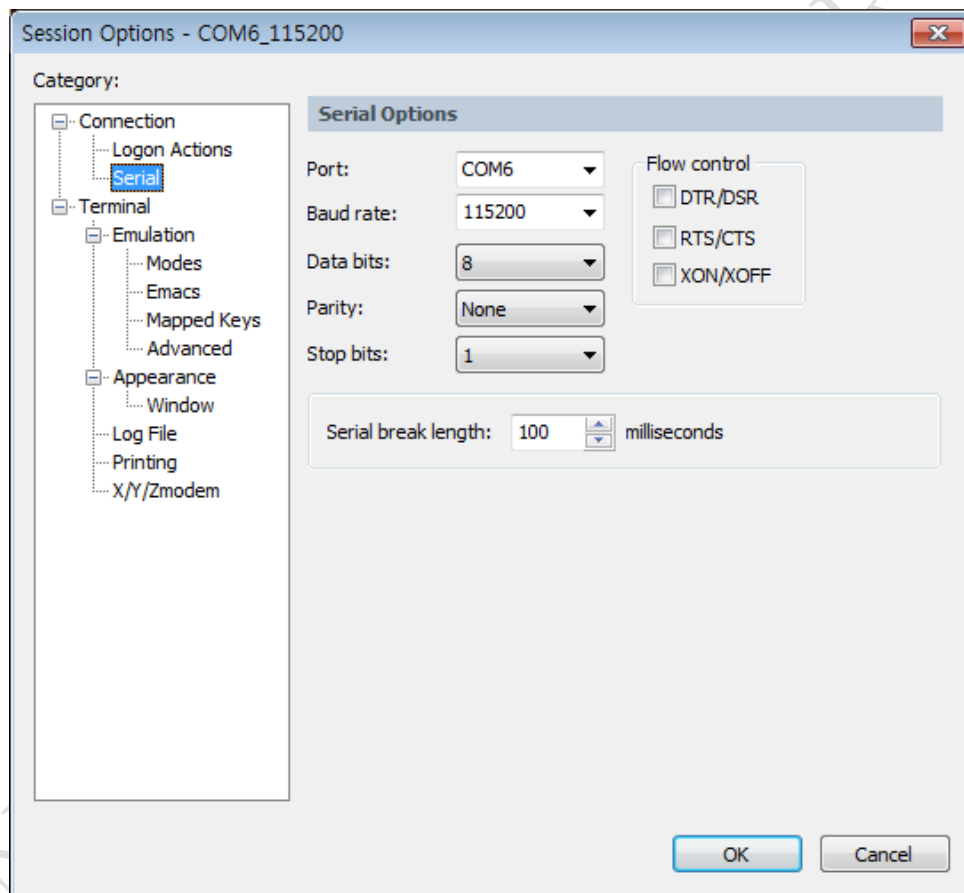 Session Options - COM6_115200
Category:
Connection
Logon Actions
Serial
Terminal
Emulation
Modes
Emacs
Mapped Keys
Advanced
Appearance
Window
Log File
Printing
X/Y/Zmodem
Serial Options
Port: COM6
Baud rate: 115200
Data bits: 8
Parity: None
Stop bits: 1
Flow control
DTR/DSR
RTS/CTS
XON/XOFF
Serial break length: 100 milliseconds
OK Cancel